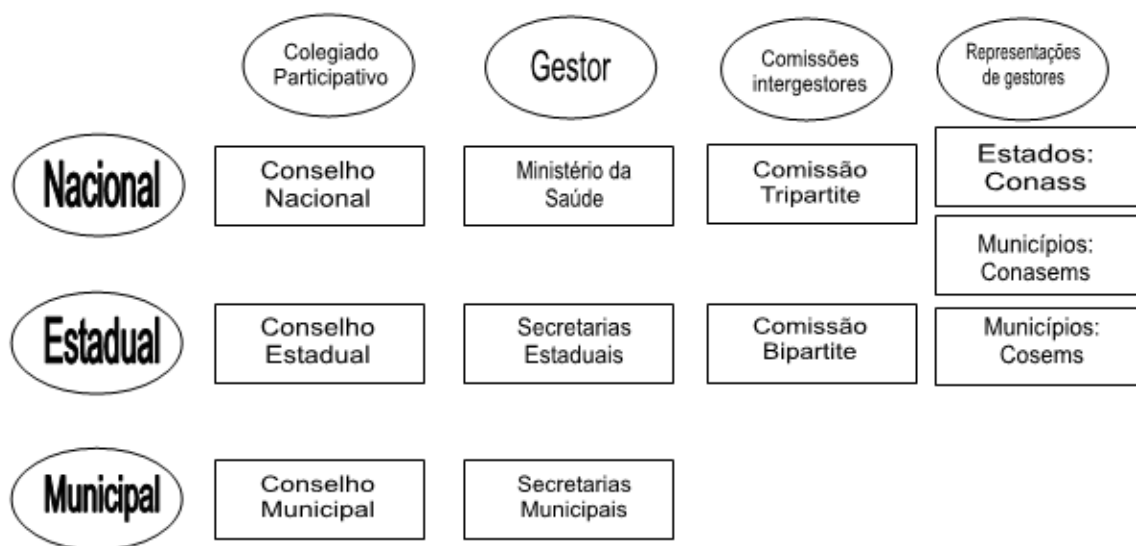 Colegiado
Participativo
Gestor
Comissões
intergestores
Representações
de gestores
Nacional
Conselho
Nacional
Ministério da
Saúde
Comissão
Tripartite
Estados:
Conass
Municípios:
Conasems
Estadual
Conselho
Estadual
Secretarias
Estaduais
Comissão
Bipartite
Municípios:
Cosems
Municipal
Conselho
Municipal
Secretarias
Municipais